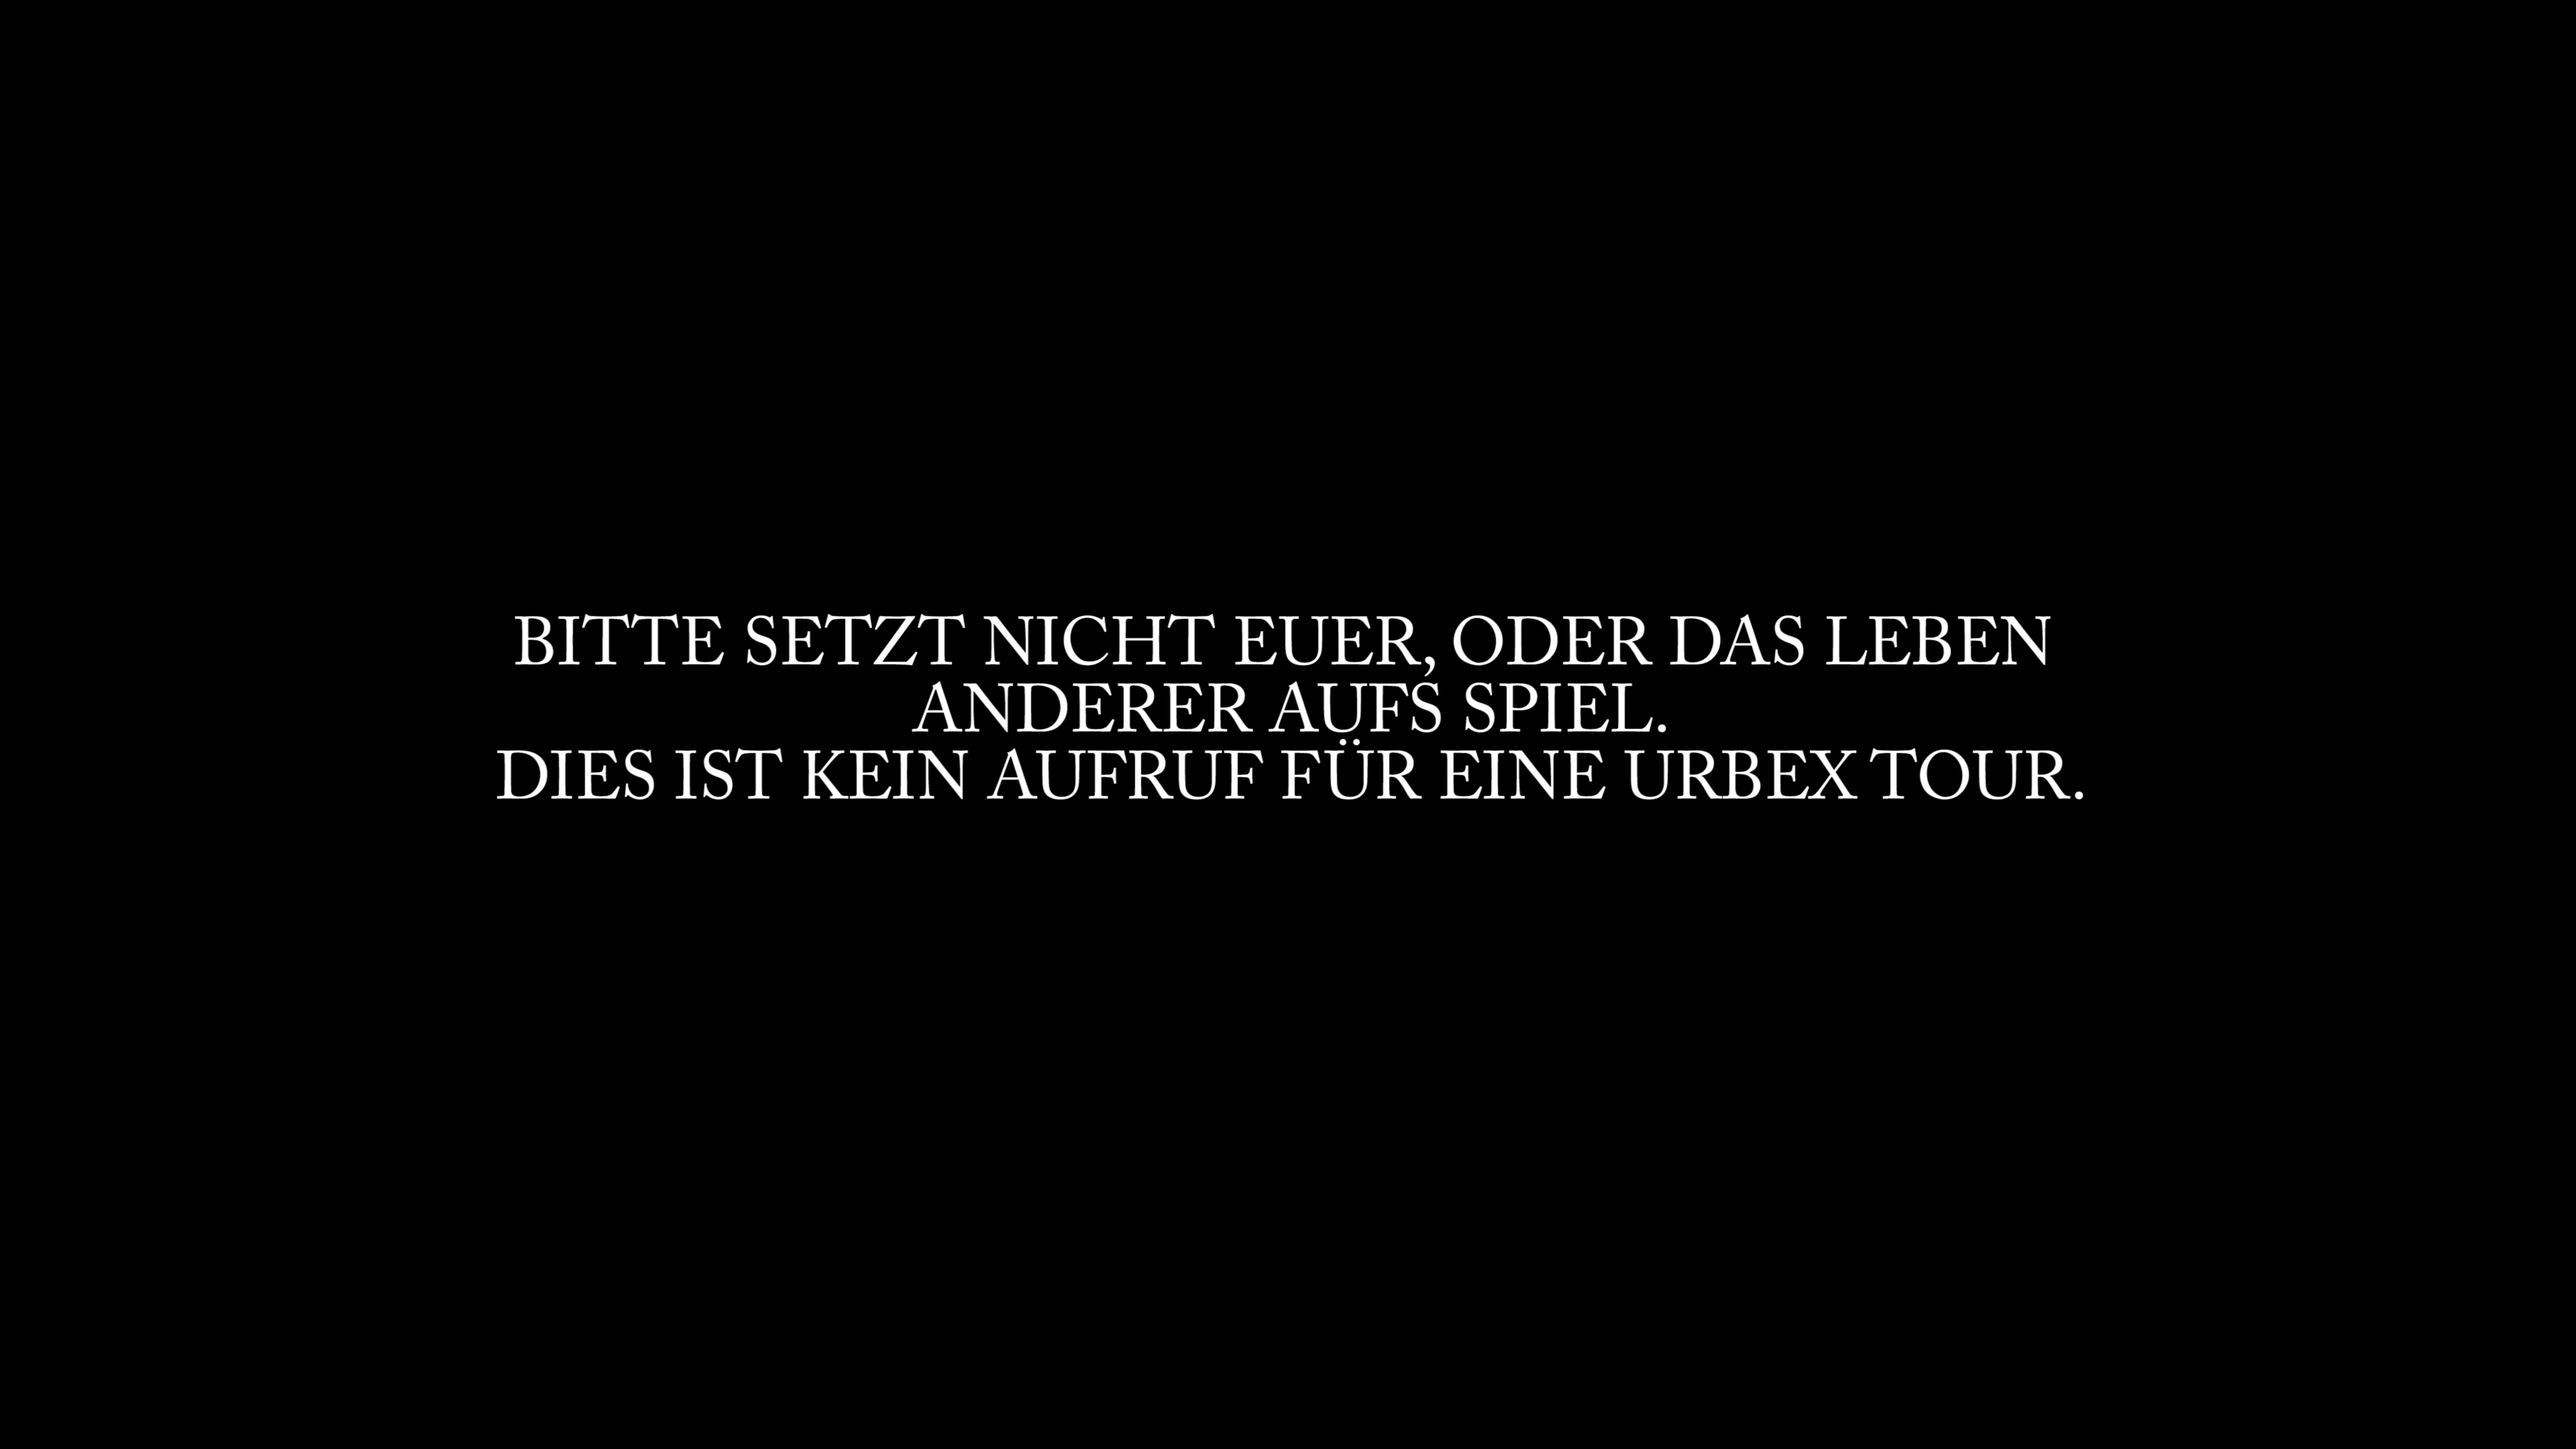 BITTE SETZT NICHT EUER, ODER DAS LEBEN
ANDERER AUFS SPIEL.
DIES IST KEIN AUFRUF FÜR EINE URBEX TOUR.